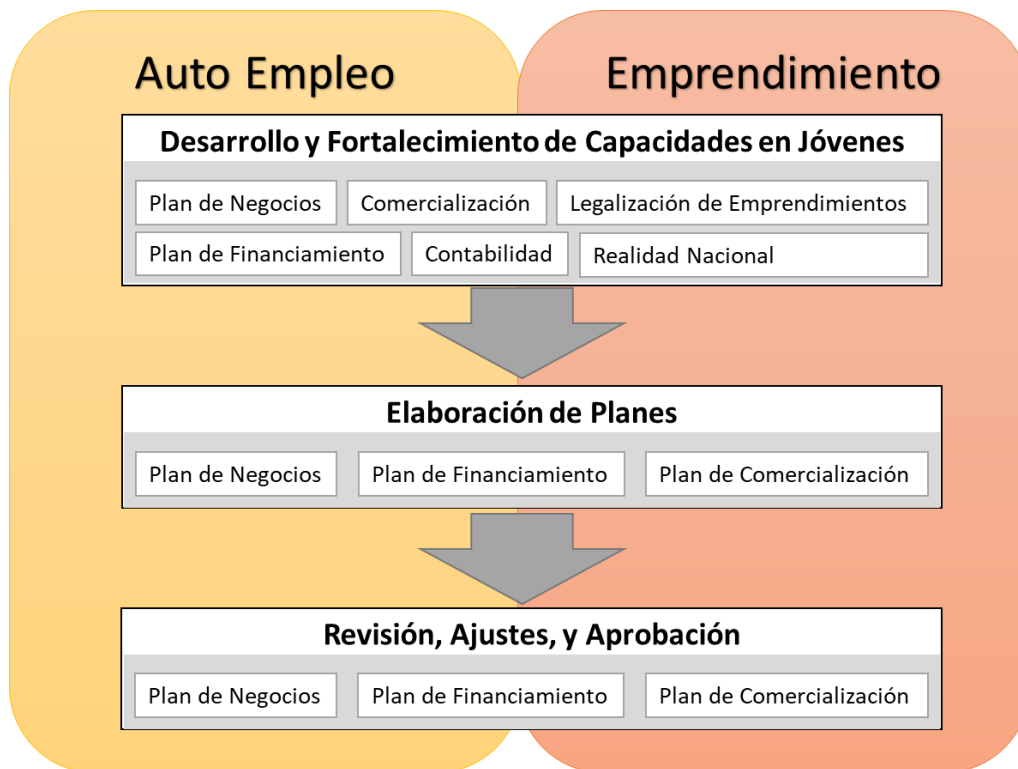 Auto Empleo
Emprendimiento
Desarrollo y Fortalecimiento de Capacidades en Jóvenes
Plan de Negocios
Comercialización
Legalización de Emprendimientos
Plan de Financiamiento
Contabilidad
Realidad Nacional
Elaboración de Planes
Plan de Negocios
Plan de Financiamiento
Plan de Comercialización
Revisión, Ajustes, y Aprobación
Plan de Negocios
Plan de Financiamiento
Plan de Comercialización